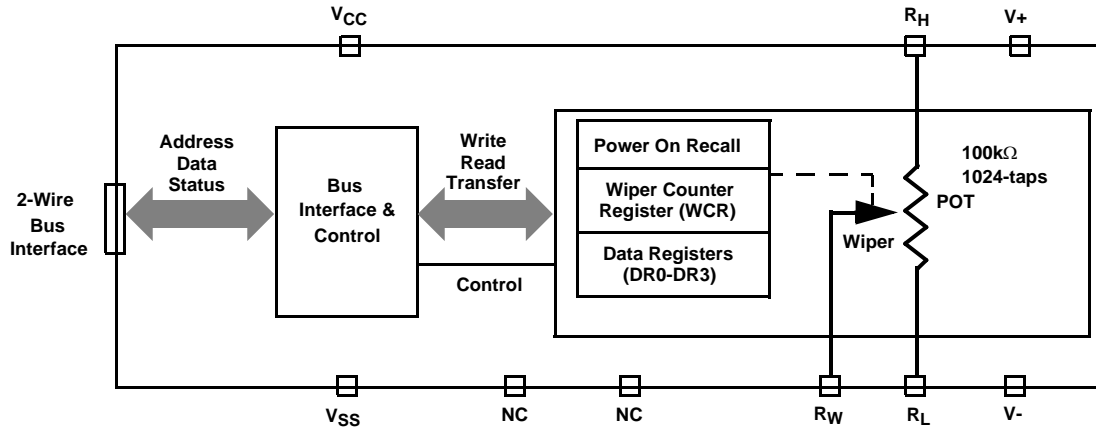 VCC
RH
V+
Address
Data
Status
Write
Read
Transfer
Power On Recall
100kΩ
1024-taps
2-Wire
Bus
Interface
Bus
Interface &
Control
Wiper Counter
Register (WCR)
POT
Wiper
Data Registers
(DR0-DR3)
Control
VSS
NC
NC
RW
RL
V-